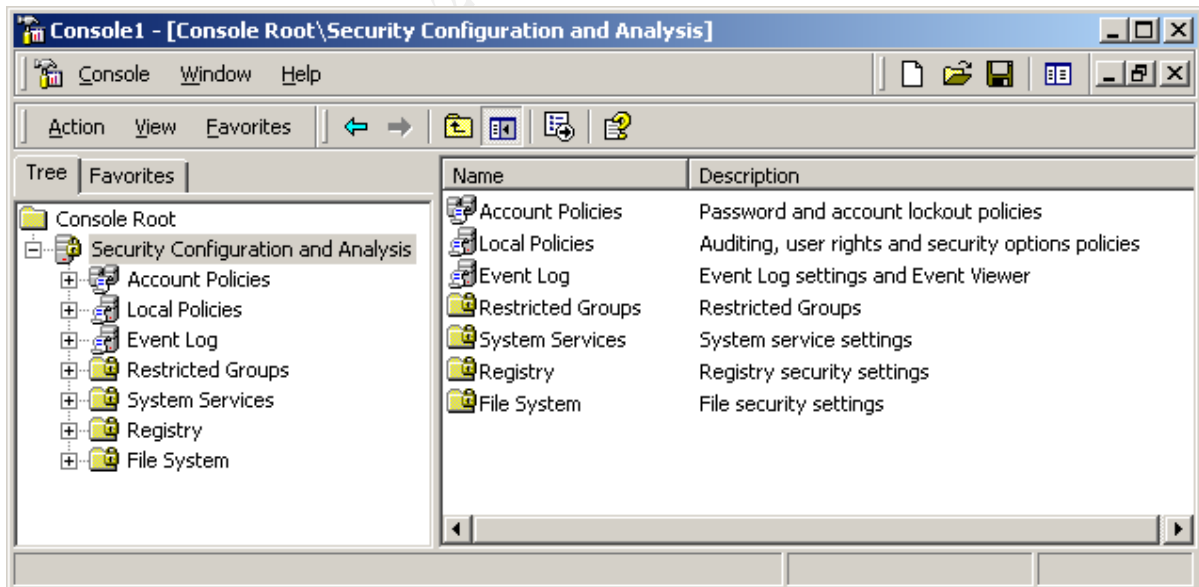 Console1 - [Console Root\Security Configuration and Analysis]
Console Window Help
Action View Favorites
Tree Favorites
Console Root
Security Configuration and Analysis
Account Policies
Local Policies
Event Log
Restricted Groups
System Services
Registry
File System
Name Description
Account Policies Password and account lockout policies
Local Policies Auditing, user rights and security options policies
Event Log Event Log settings and Event Viewer
Restricted Groups Restricted Groups
System Services System service settings
Registry Registry security settings
File System File security settings